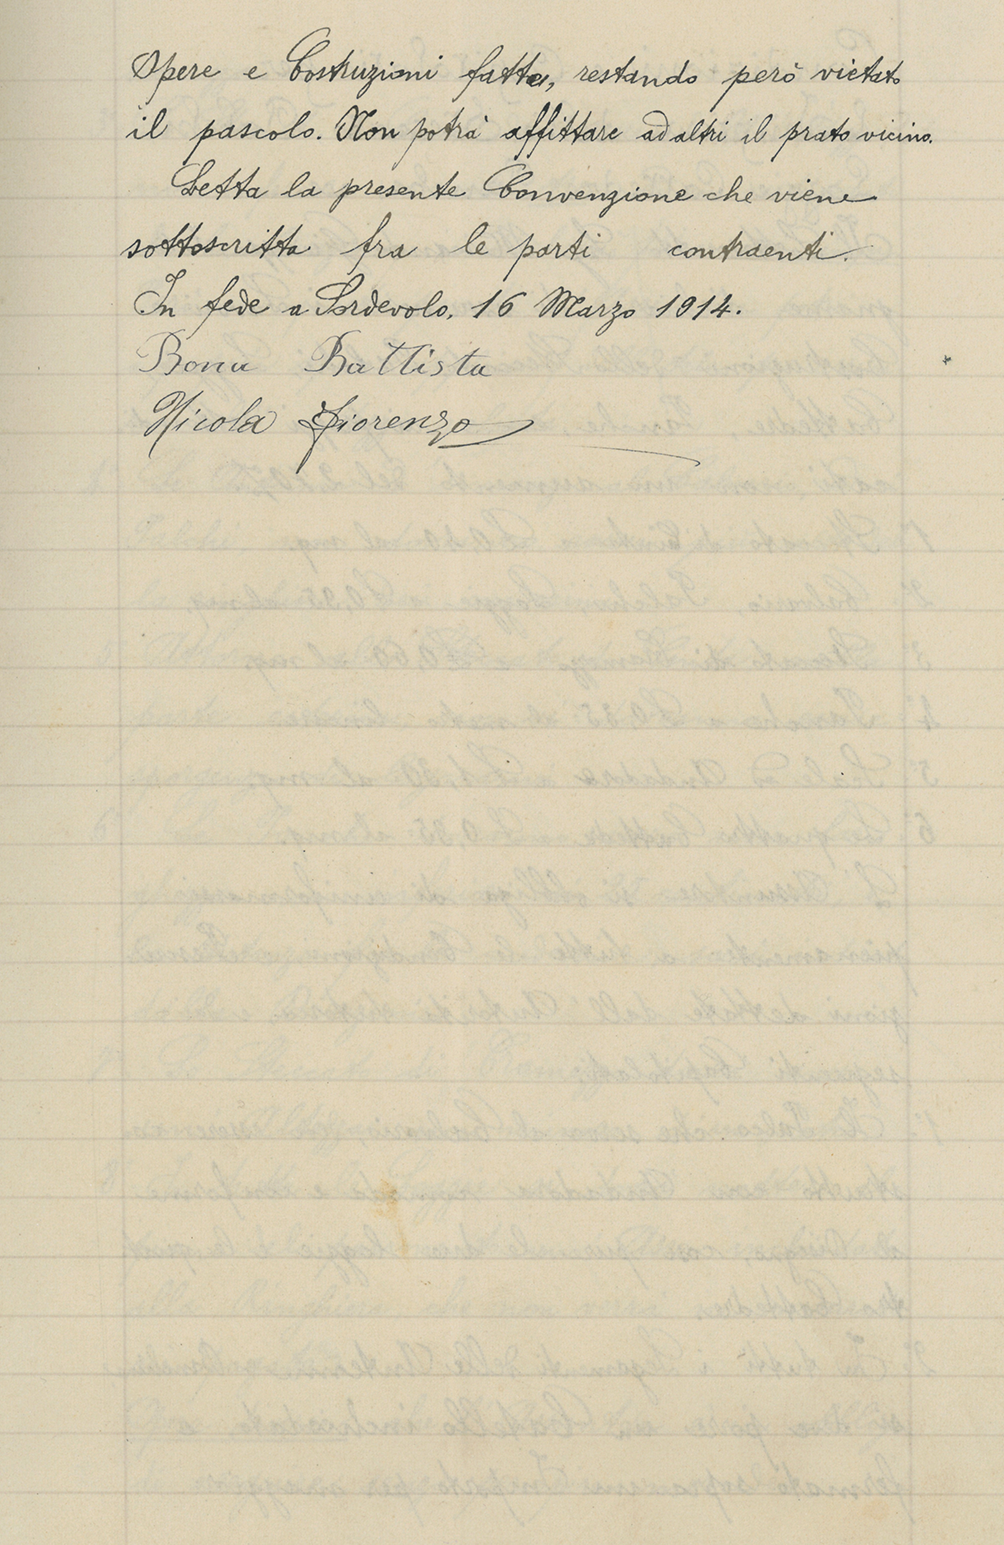 Opere e Costruzioni fatte, restando però vietato
il pascolo. Non potrà affittare ad altri il prato vicino.
Letta la presente Convenzione che viene
sottoscritta fra le parti contraenti.
In fede a Sordevolo, 16 Marzo 1914.
Bona Battista
Nicola Fiorenzo